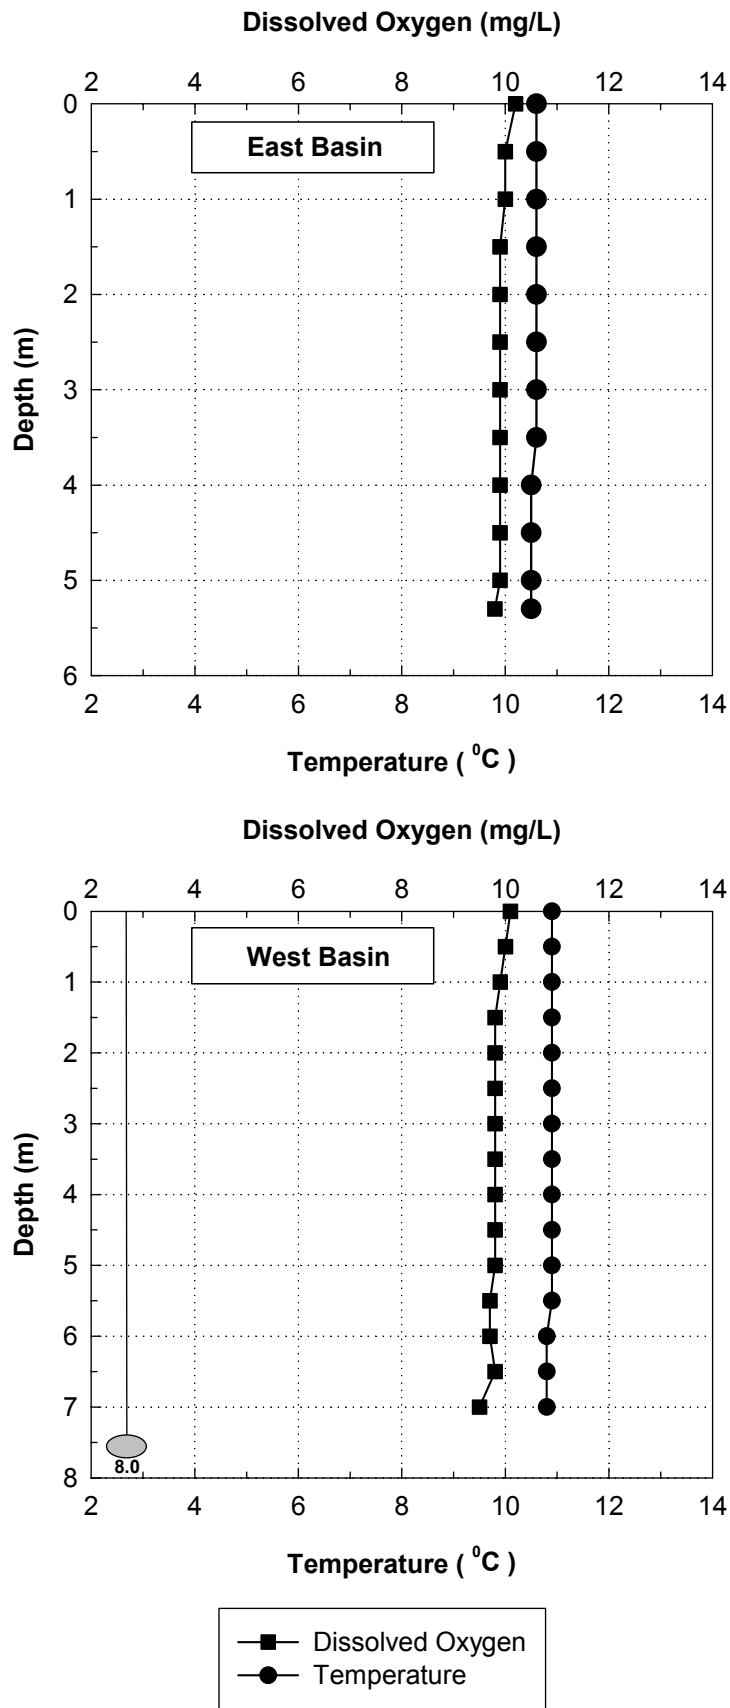 Dissolved Oxygen (mg/L)
2 4 6 8 10 12 14
0
East Basin
1
2
3
Depth (m)
4
5
6
2 4 6 8 10 12 14
Temperature ( ⁰C )
Dissolved Oxygen (mg/L)
2 4 6 8 10 12 14
0
West Basin
1
2
3
Depth (m)
4
5
6
7
8.0
8
2 4 6 8 10 12 14
Temperature ( ⁰C )
Dissolved Oxygen
Temperature